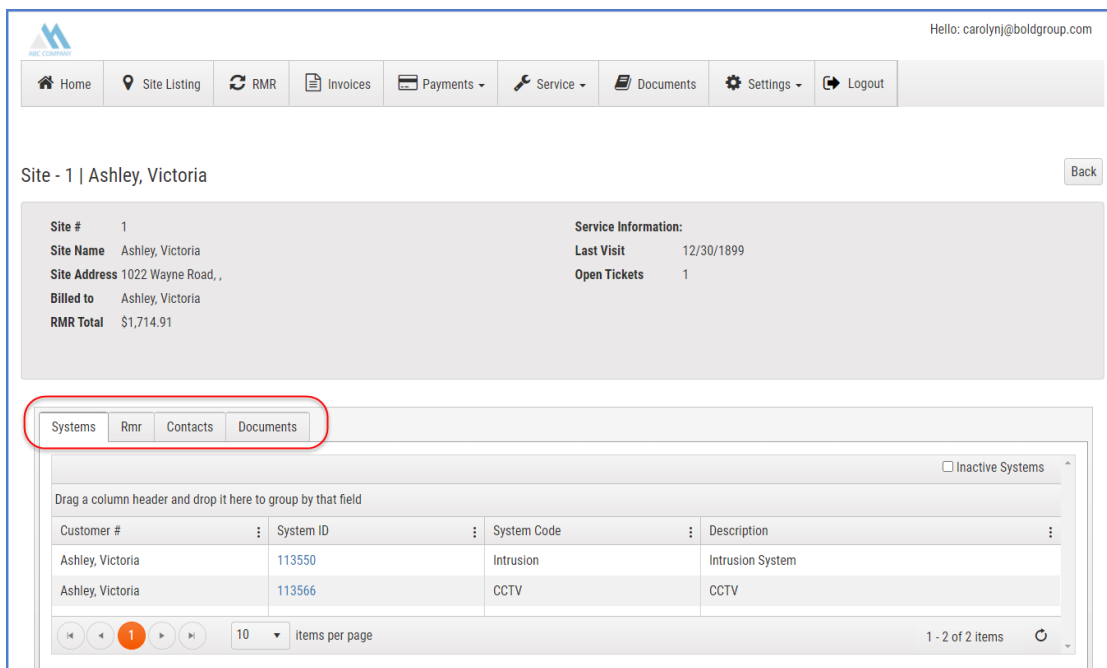 Hello: carolynj@boldgroup.com
ABC COMPANY
Home Site Listing RMR Invoices Payments Service Documents Settings Logout
Site - 1 | Ashley, Victoria Back
Site # 1 Service Information:
Site Name Ashley, Victoria Last Visit 12/30/1899
Site Address 1022 Wayne Road, , Open Tickets 1
Billed to Ashley, Victoria
RMR Total $1,714.91
Systems Rmr Contacts Documents
Inactive Systems
Drag a column header and drop it here to group by that field
Customer # System ID System Code Description
Ashley, Victoria 113550 Intrusion Intrusion System
Ashley, Victoria 113566 CCTV CCTV
1 10 items per page 1 - 2 of 2 items